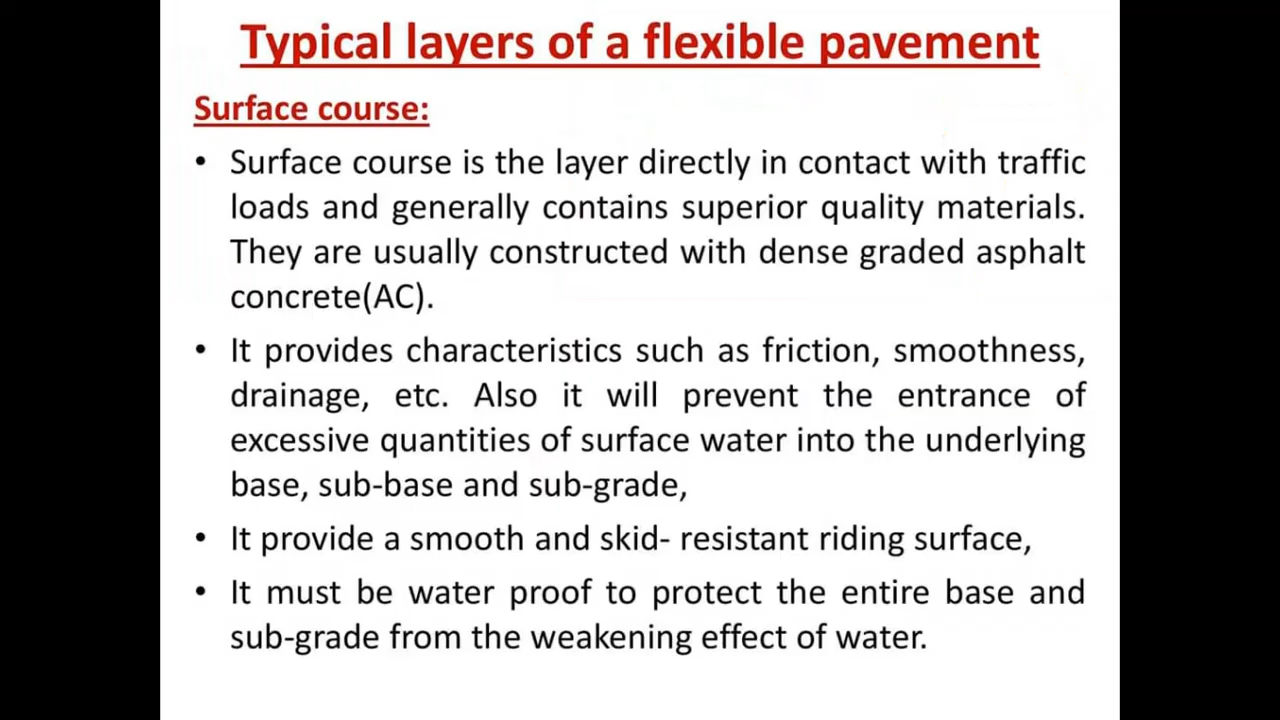 Typical layers of a flexible pavement
Surface course:
• Surface course is the layer directly in contact with traffic
loads and generally contains superior quality materials.
They are usually constructed with dense graded asphalt
concrete(AC).
• It provides characteristics such as friction, smoothness,
drainage, etc. Also it will prevent the entrance of
excessive quantities of surface water into the underlying
base, sub-base and sub-grade,
• It provide a smooth and skid- resistant riding surface,
• It must be water proof to protect the entire base and
sub-grade from the weakening effect of water.